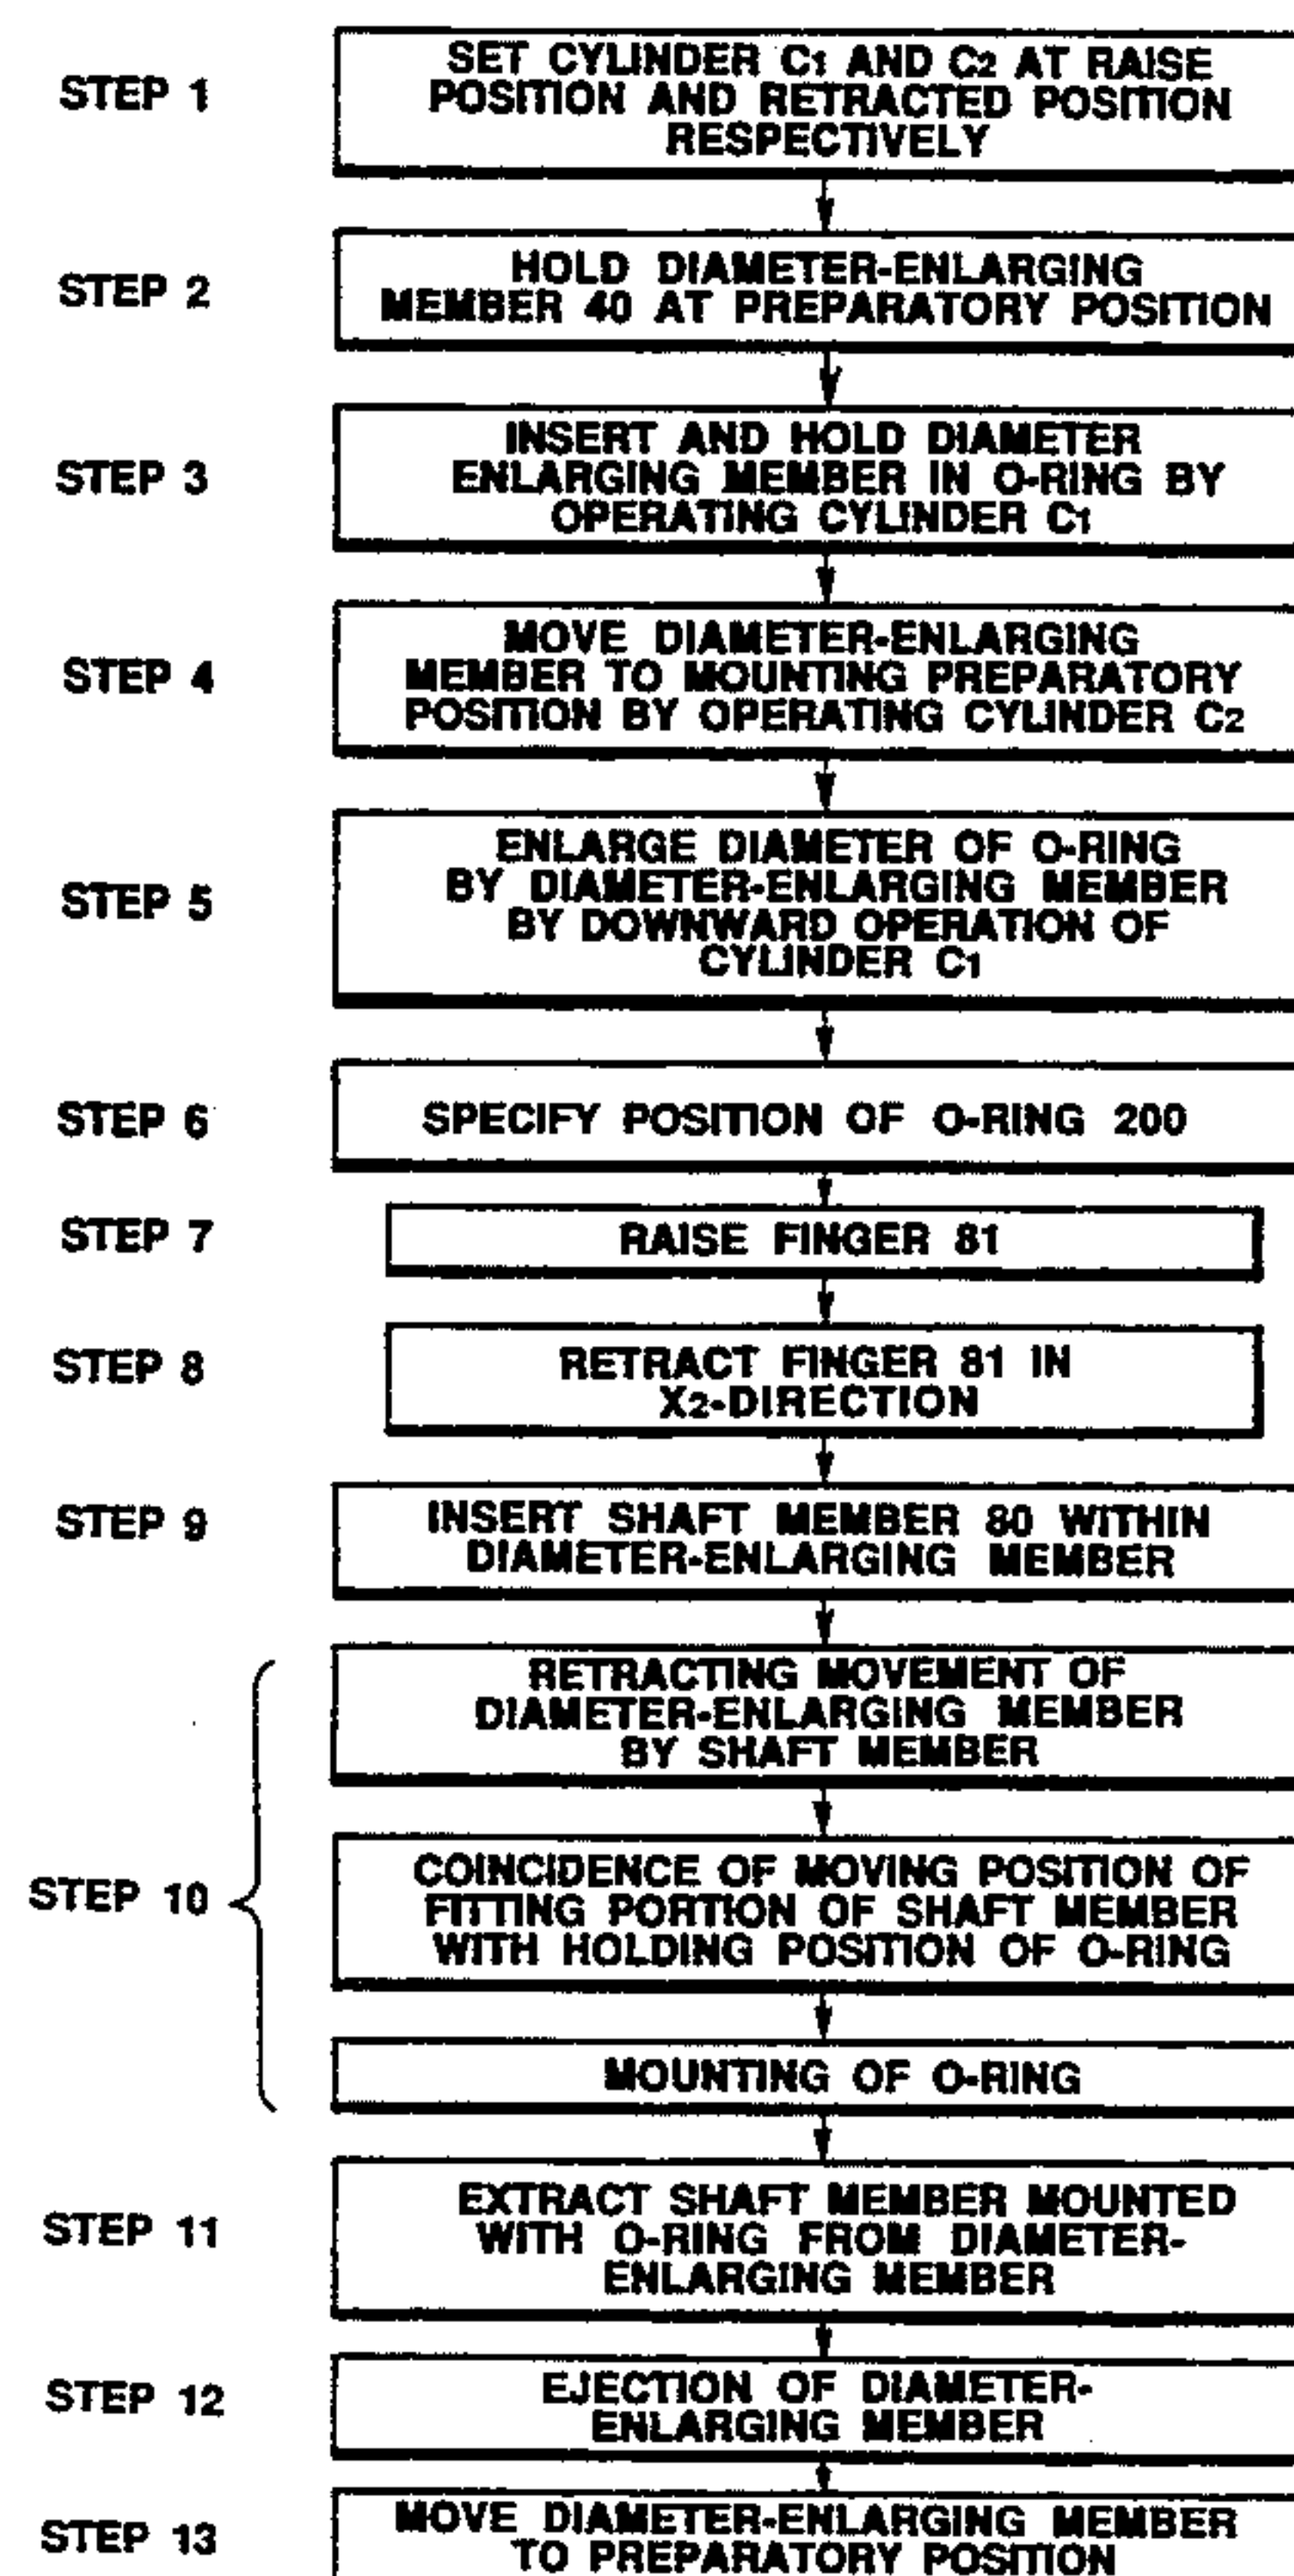 STEP 1
SET CYLINDER C1 AND C2 AT RAISE
POSITION AND RETRACTED POSITION
RESPECTIVELY
STEP 2
HOLD DIAMETER-ENLARGING
MEMBER 40 AT PREPARATORY POSITION
STEP 3
INSERT AND HOLD DIAMETER
ENLARGING MEMBER IN O-RING BY
OPERATING CYLINDER C1
STEP 4
MOVE DIAMETER-ENLARGING
MEMBER TO MOUNTING PREPARATORY
POSITION BY OPERATING CYLINDER C2
STEP 5
ENLARGE DIAMETER OF O-RING
BY DIAMETER-ENLARGING MEMBER
BY DOWNWARD OPERATION OF
CYLINDER C1
STEP 6
SPECIFY POSITION OF O-RING 200
STEP 7
RAISE FINGER 81
STEP 8
RETRACT FINGER 81 IN
X2-DIRECTION
STEP 9
INSERT SHAFT MEMBER 80 WITHIN
DIAMETER-ENLARGING MEMBER
STEP 10
RETRACTING MOVEMENT OF
DIAMETER-ENLARGING MEMBER
BY SHAFT MEMBER
COINCIDENCE OF MOVING POSITION OF
FITTING PORTION OF SHAFT MEMBER
WITH HOLDING POSITION OF O-RING
MOUNTING OF O-RING
STEP 11
EXTRACT SHAFT MEMBER MOUNTED
WITH O-RING FROM DIAMETER-
ENLARGING MEMBER
STEP 12
EJECTION OF DIAMETER-
ENLARGING MEMBER
STEP 13
MOVE DIAMETER-ENLARGING MEMBER
TO PREPARATORY POSITION